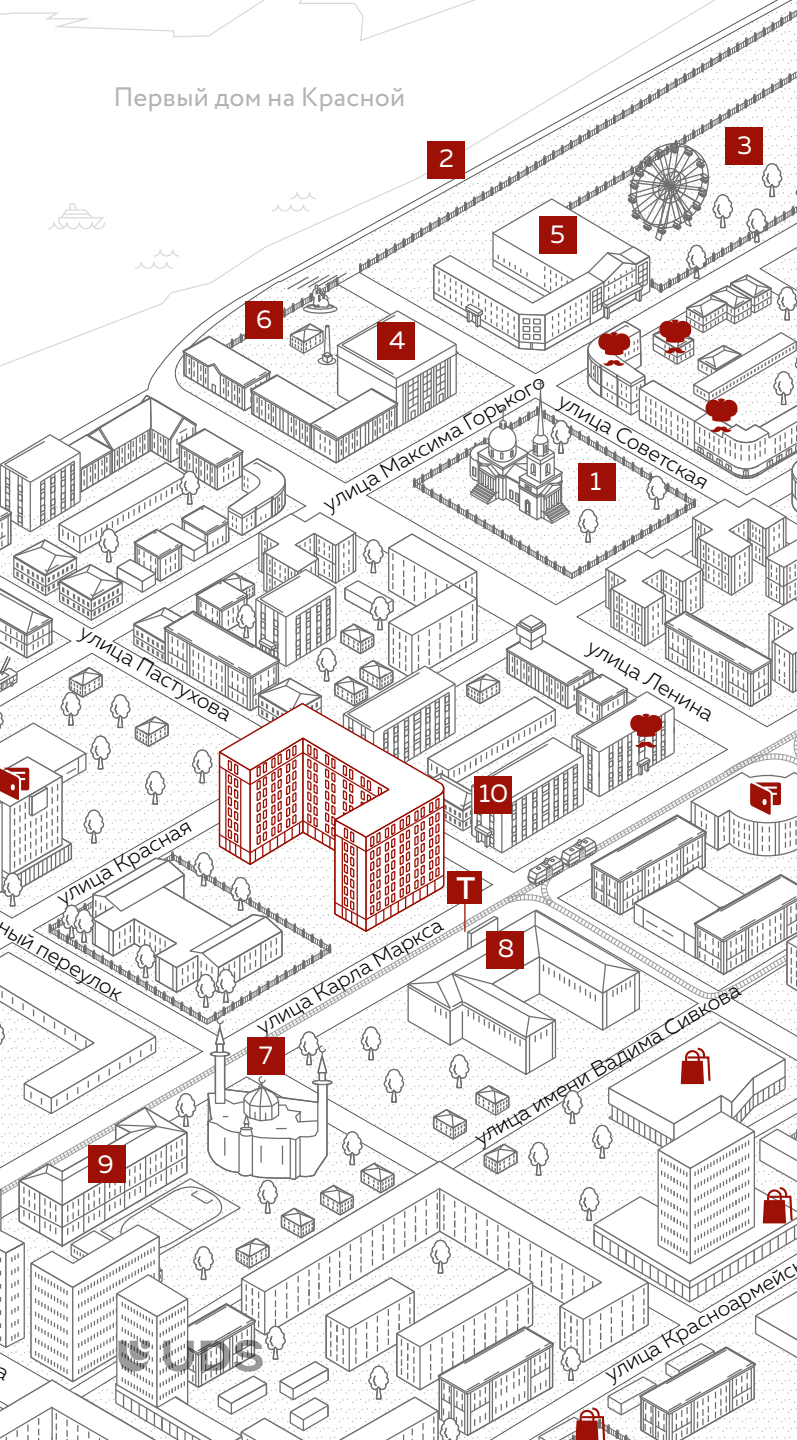 Первый дом на Красной
2
3
5
6
4
улица Максима Горького
улица Советская
1
улица Пастухова
улица Ленина
10
улица Красная
T
ный переулок
улица Карла Маркса
8
7
улица имени Вадима Сивкова
9
улица Красноармейс
UDS
а